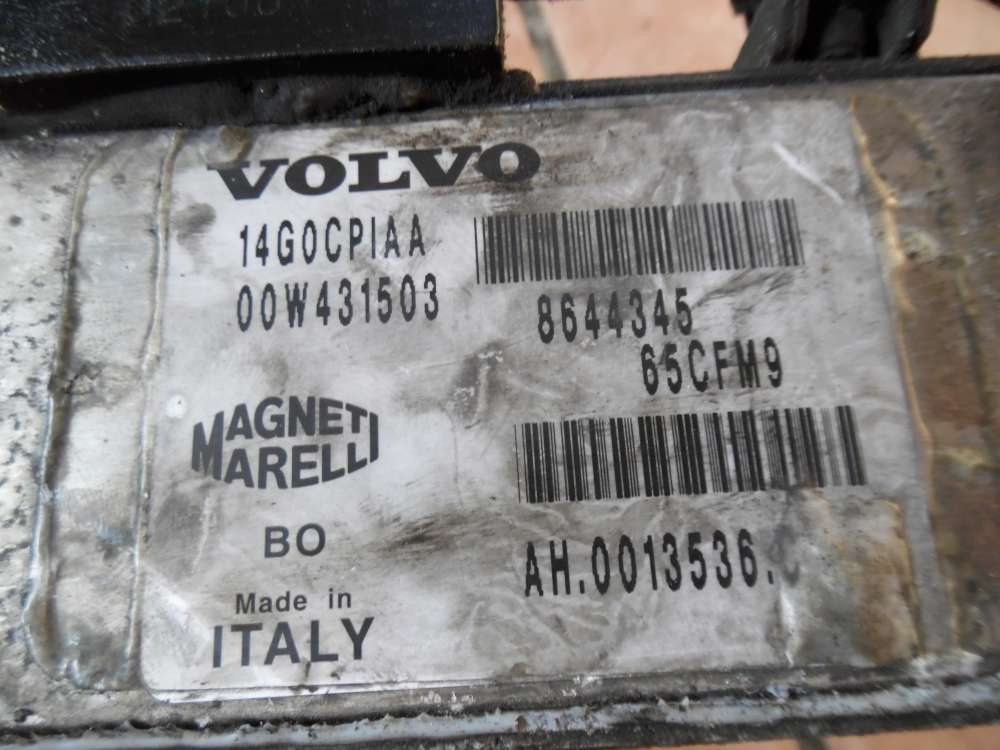 VOLVO
14G0CPIAA
00W431503
8644345
65CFM9
MAGNETI
MARELLI
BO
AH.0013536.
Made in
ITALY